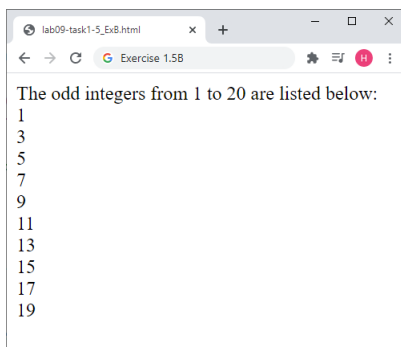 lab09-task1-5_ExB.html
Exercise 1.5B
H
The odd integers from 1 to 20 are listed below:
1
3
5
7
9
11
13
15
17
19